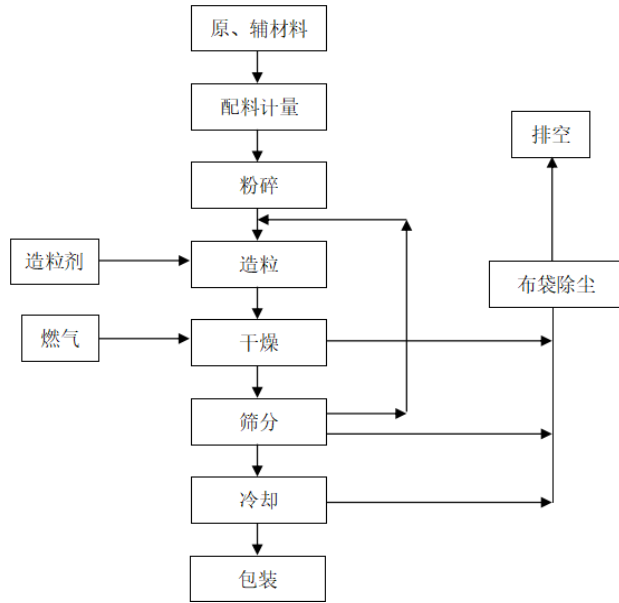 原、辅材料
配料计量
排空
粉碎
造粒剂
造粒
布袋除尘
燃气
干燥
筛分
冷却
包装